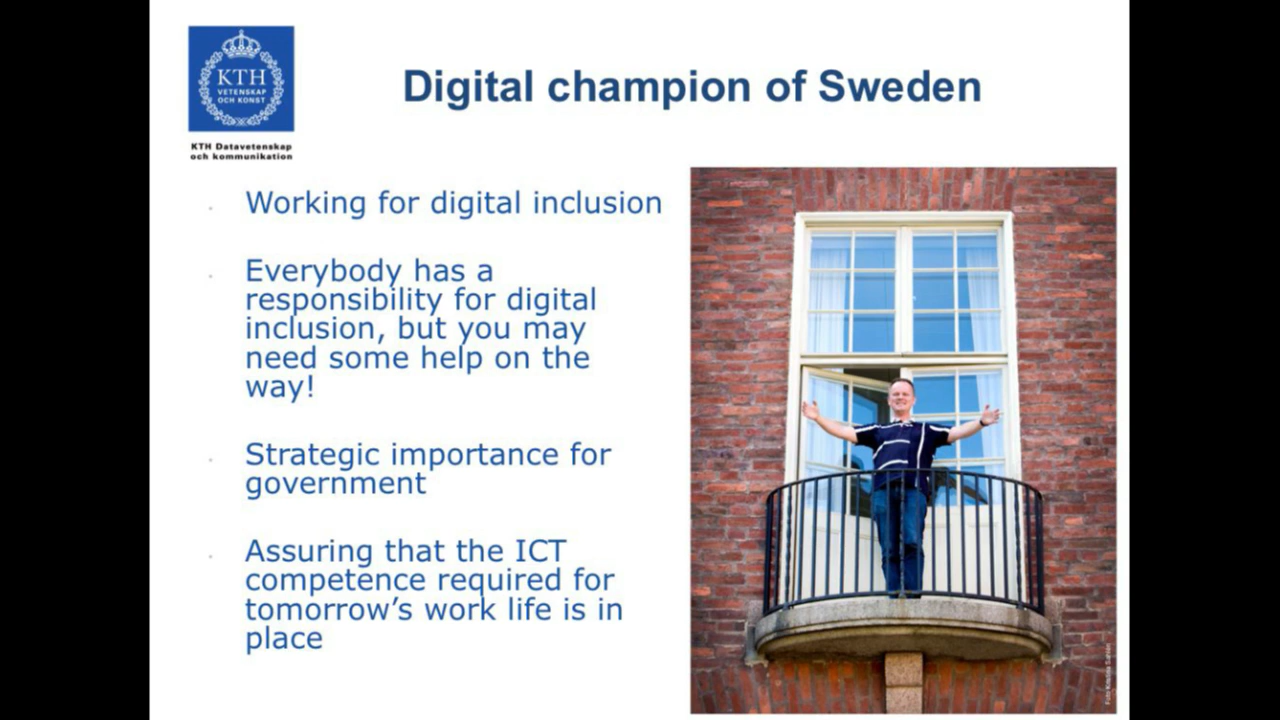 KTH
VETENSKAP
OCH KONST
KTH Datavetenskap
och kommunikation
Digital champion of Sweden
Working for digital inclusion
Everybody has a
responsibility for digital
inclusion, but you may
need some help on the
way!
Strategic importance for
government
Assuring that the ICT
competence required for
tomorrow’s work life is in
place